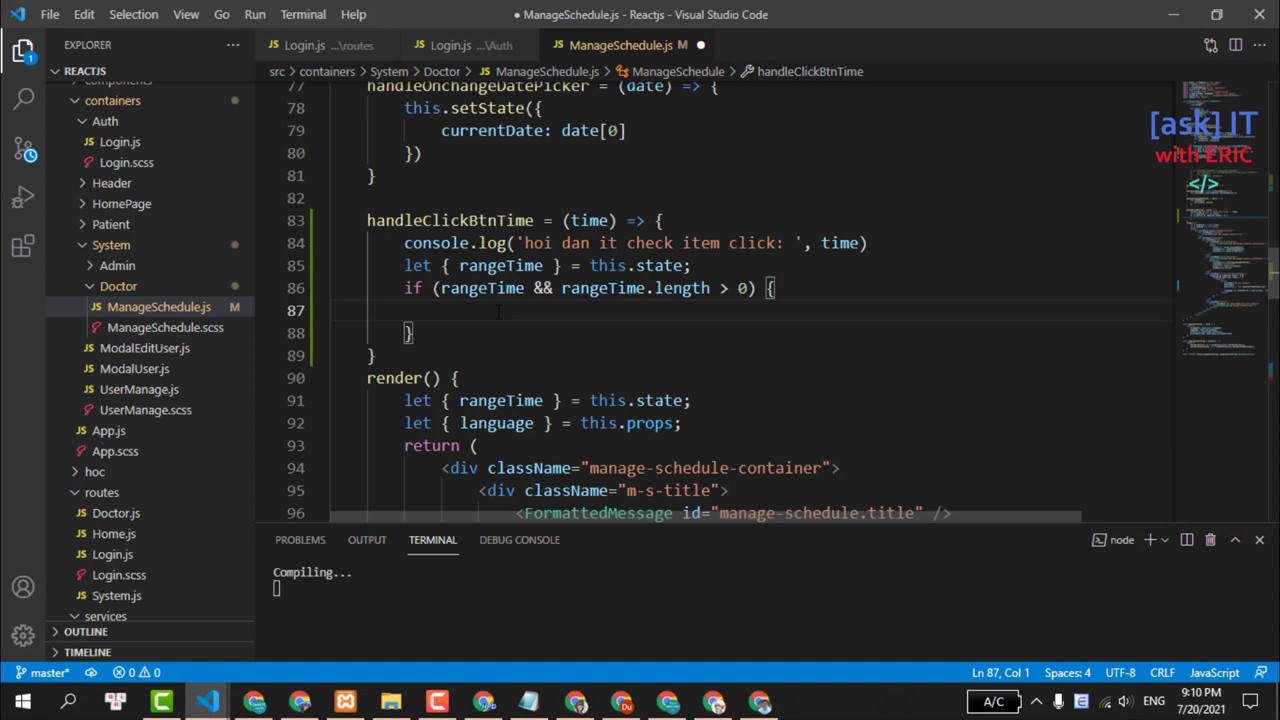 File Edit Selection View Go Run Terminal Help
● ManageSchedule.js - Reactjs - Visual Studio Code
EXPLORER
Login.js ...\routes
Login.js ...\Auth
ManageSchedule.js M
REACTJS
src > containers > System > Doctor > ManageSchedule.js > ManageSchedule > handleClickBtnTime
components
containers
Auth
Login.js
Login.scss
Header
HomePage
Patient
System
Admin
Doctor
ManageSchedule.js M
ManageSchedule.scss
ModalEditUser.js
ModalUser.js
UserManage.js
UserManage.scss
App.js
App.scss
hoc
routes
Doctor.js
Home.js
Login.js
Login.scss
System.js
services
OUTLINE
TIMELINE
77 handleOnchangeDatePicker = (date) => {
78 this.setState({
79 currentDate: date[0]
80 })
81 }
82
83 handleClickBtnTime = (time) => {
84 console.log('hoi dan it check item click: ', time)
85 let { rangeTime } = this.state;
86 if (rangeTime && rangeTime.length > 0) {
87
88 }
89 }
90 render() {
91 let { rangeTime } = this.state;
92 let { language } = this.props;
93 return (
94 <div className="manage-schedule-container">
95 <div className="m-s-title">
96 <FormattedMessage id="manage-schedule.title" />
[ask] IT
with ERIC
</>
PROBLEMS OUTPUT TERMINAL DEBUG CONSOLE
node
Compiling...
master* 0 0
Ln 87, Col 1 Spaces: 4 UTF-8 CRLF JavaScript
A/C
ENG
9:10 PM
7/20/2021